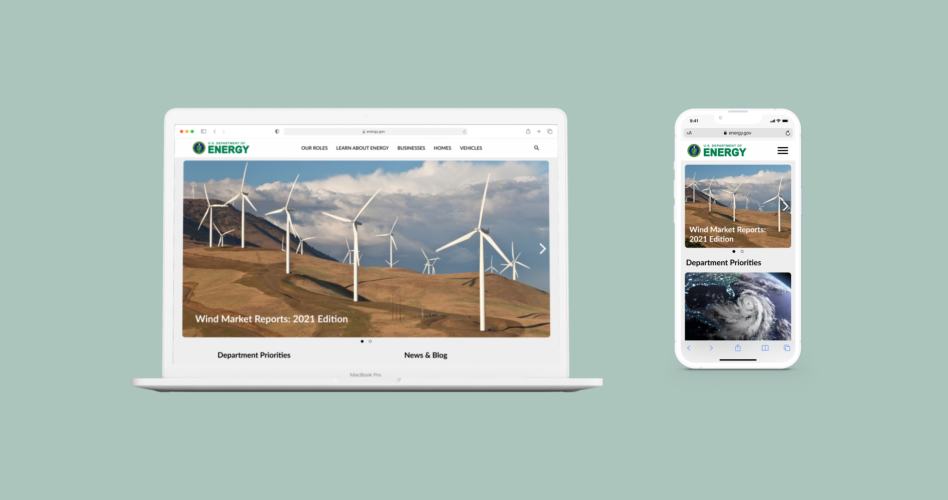 energy.gov
U.S. DEPARTMENT OF
ENERGY
OUR ROLES LEARN ABOUT ENERGY BUSINESSES HOMES VEHICLES
Wind Market Reports: 2021 Edition
Department Priorities News & Blog
MacBook Pro
9:41
AA energy.gov
U.S. DEPARTMENT OF
ENERGY
Wind Market Reports:
2021 Edition
Department Priorities